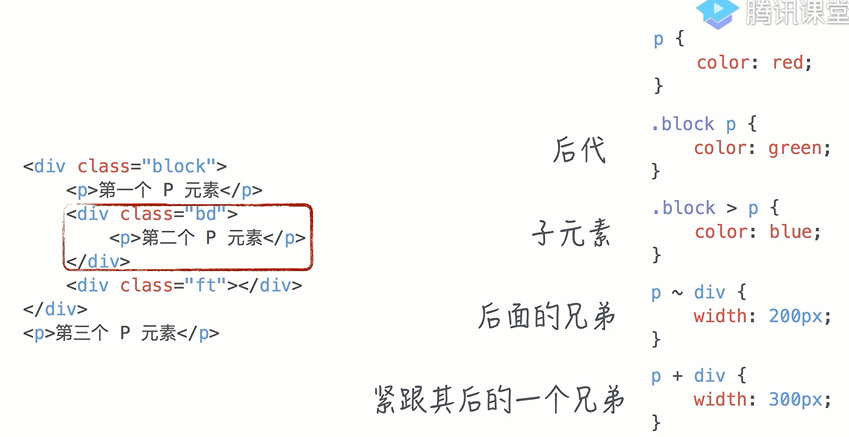 腾讯课堂
<div class="block">
<p>第一个 P 元素</p>
<div class="bd">
<p>第二个 P 元素</p>
</div>
<div class="ft"></div>
</div>
<p>第三个 P 元素</p>
p {
color: red;
}
后代
.block p {
color: green;
}
子元素
.block > p {
color: blue;
}
后面的兄弟
p ~ div {
width: 200px;
}
紧跟其后的一个兄弟
p + div {
width: 300px;
}